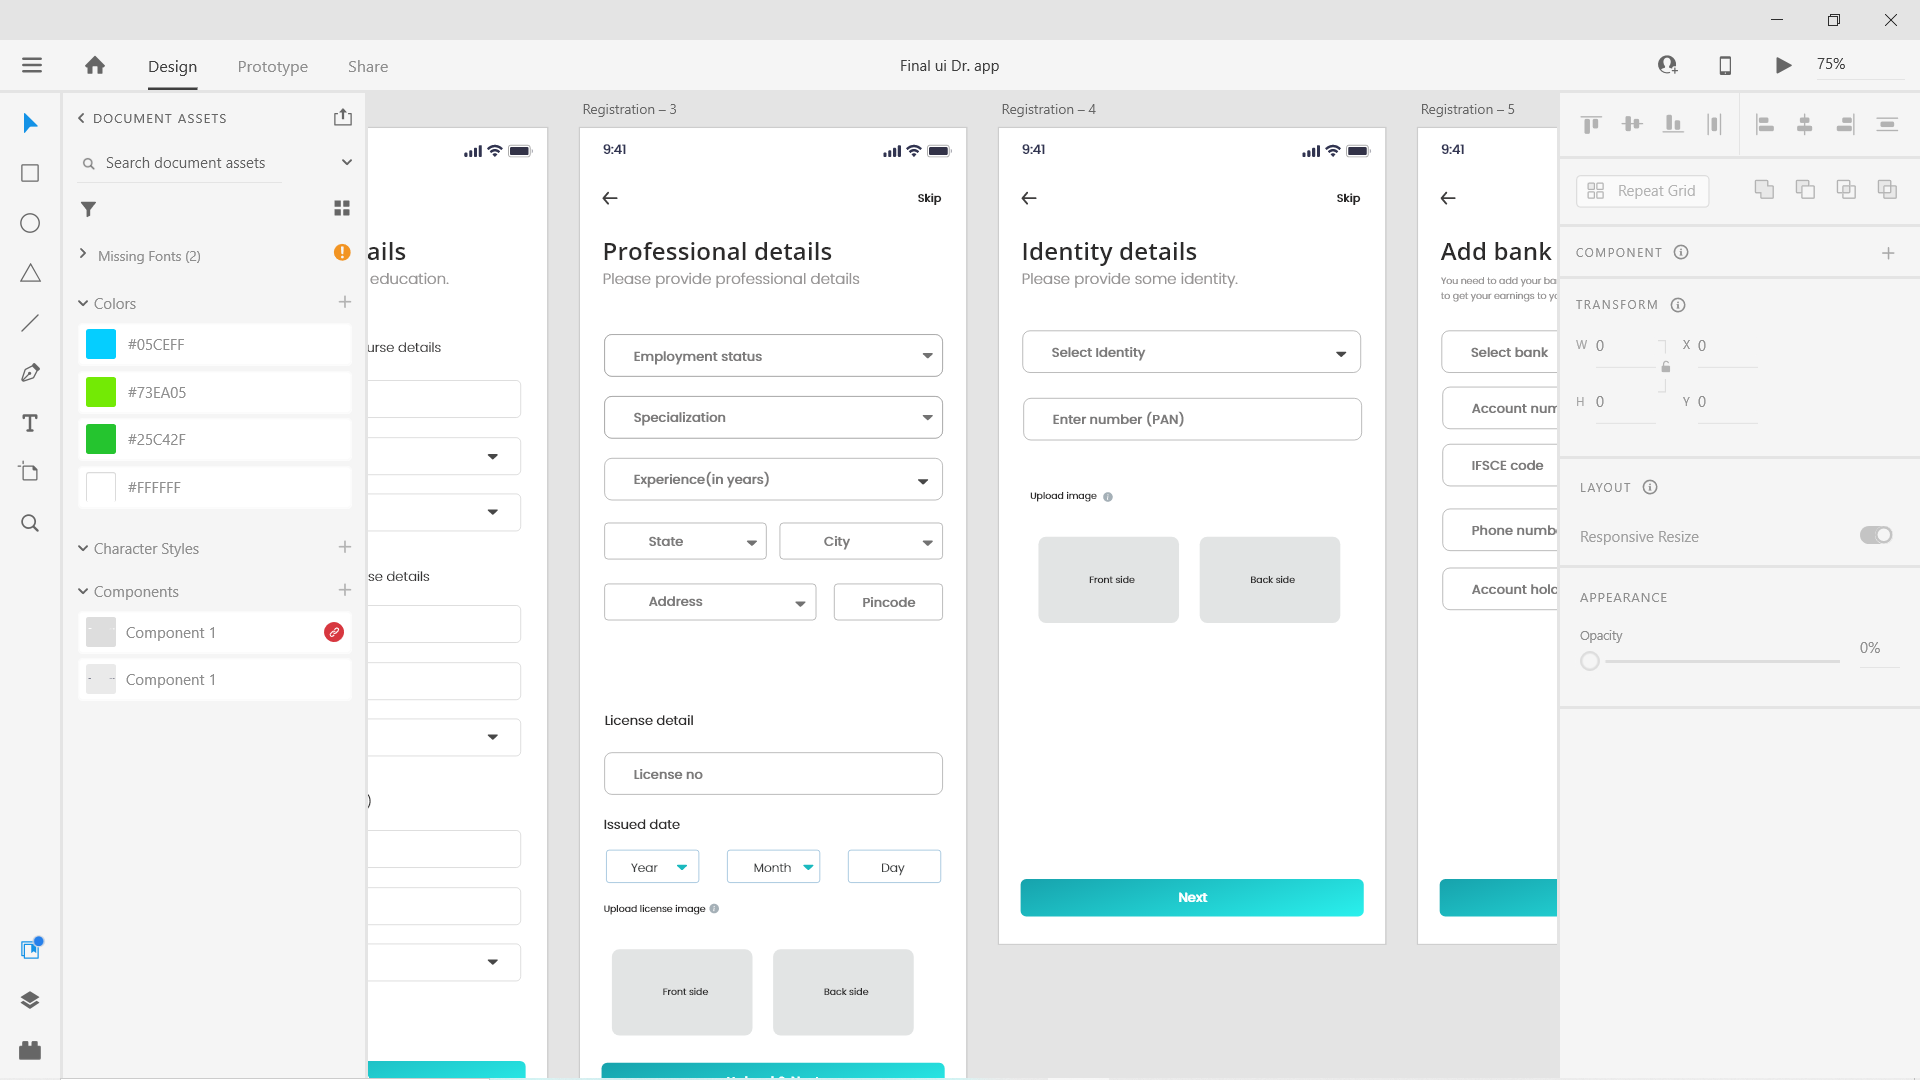 Design
Prototype
Share
Final ui Dr. app
75%
DOCUMENT ASSETS
Search document assets
Missing Fonts (2)
Colors
#05CEFF
#73EA05
#25C42F
#FFFFFF
Character Styles
Components
Component 1
Component 1
ails
education.
urse details
se details
)
Registration – 3
9:41
Skip
Professional details
Please provide professional details
Employment status
Specialization
Experience(in years)
State
City
Address
Pincode
License detail
License no
Issued date
Year
Month
Day
Upload license image
Front side
Back side
Registration – 4
9:41
Skip
Identity details
Please provide some identity.
Select Identity
Enter number (PAN)
Upload image
Front side
Back side
Next
Registration – 5
9:41
Add bank
You need to add your ba
to get your earnings to yo
Select bank
Account num
IFSCE code
Phone numb
Account hold
Repeat Grid
COMPONENT
TRANSFORM
W 0
X 0
H 0
Y 0
LAYOUT
Responsive Resize
APPEARANCE
Opacity
0%